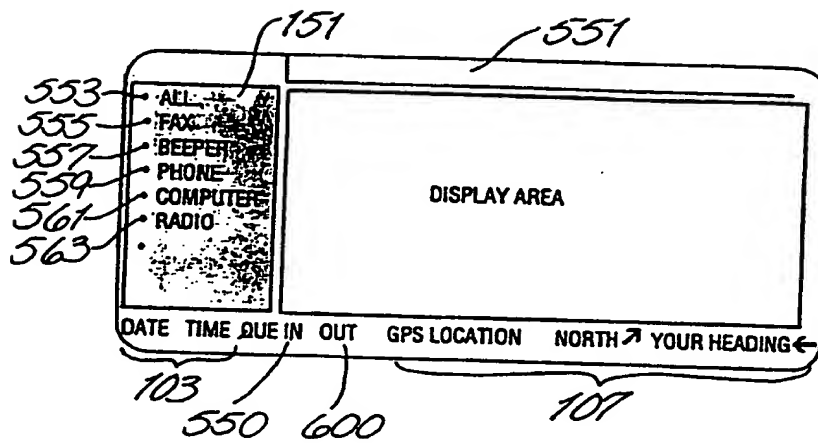 151
551
553 • ALL
555 • FAX
557 • BEEPER
559 • PHONE
561 • COMPUTER
563 • RADIO
•
DISPLAY AREA
DATE TIME QUE IN OUT GPS LOCATION NORTH↗ YOUR HEADING←
103 550 600 107